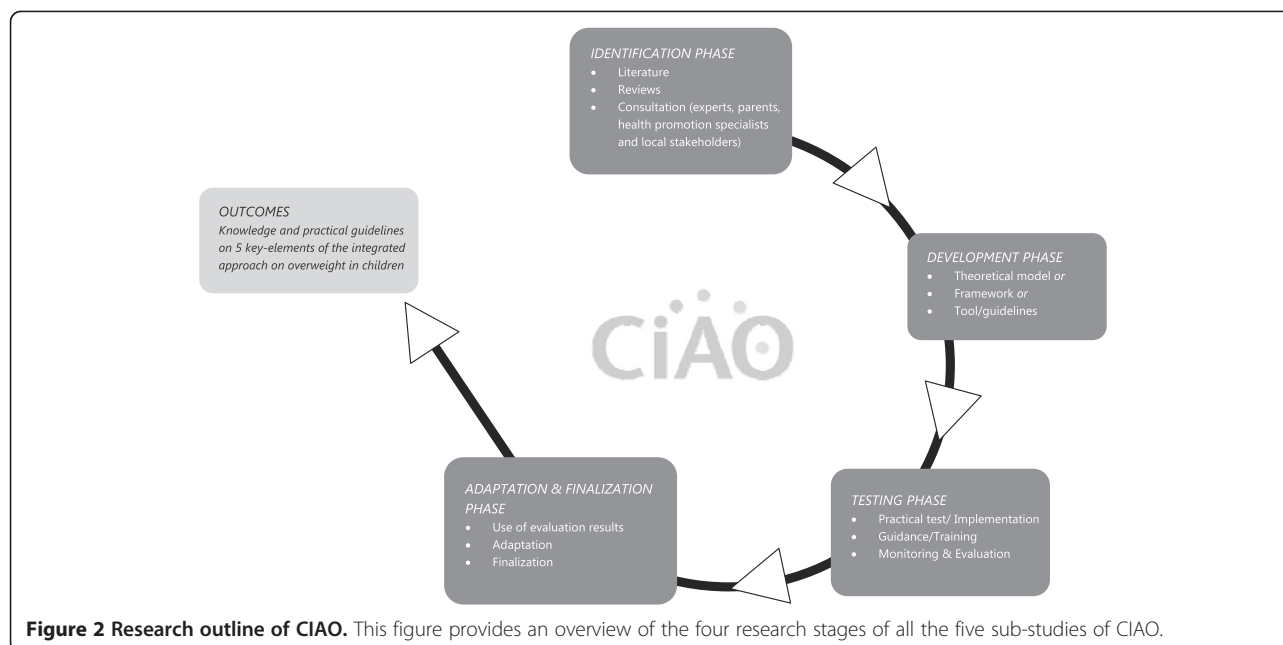 IDENTIFICATION PHASE
• Literature
• Reviews
• Consultation (experts, parents,
health promotion specialists
and local stakeholders)
OUTCOMES
Knowledge and practical guidelines
on 5 key-elements of the integrated
approach on overweight in children
DEVELOPMENT PHASE
• Theoretical model or
• Framework or
• Tool/guidelines
CiAO
ADAPTATION & FINALIZATION
PHASE
• Use of evaluation results
• Adaptation
• Finalization
TESTING PHASE
• Practical test/ Implementation
• Guidance/Training
• Monitoring & Evaluation
Figure 2 Research outline of CIAO. This figure provides an overview of the four research stages of all the five sub-studies of CIAO.